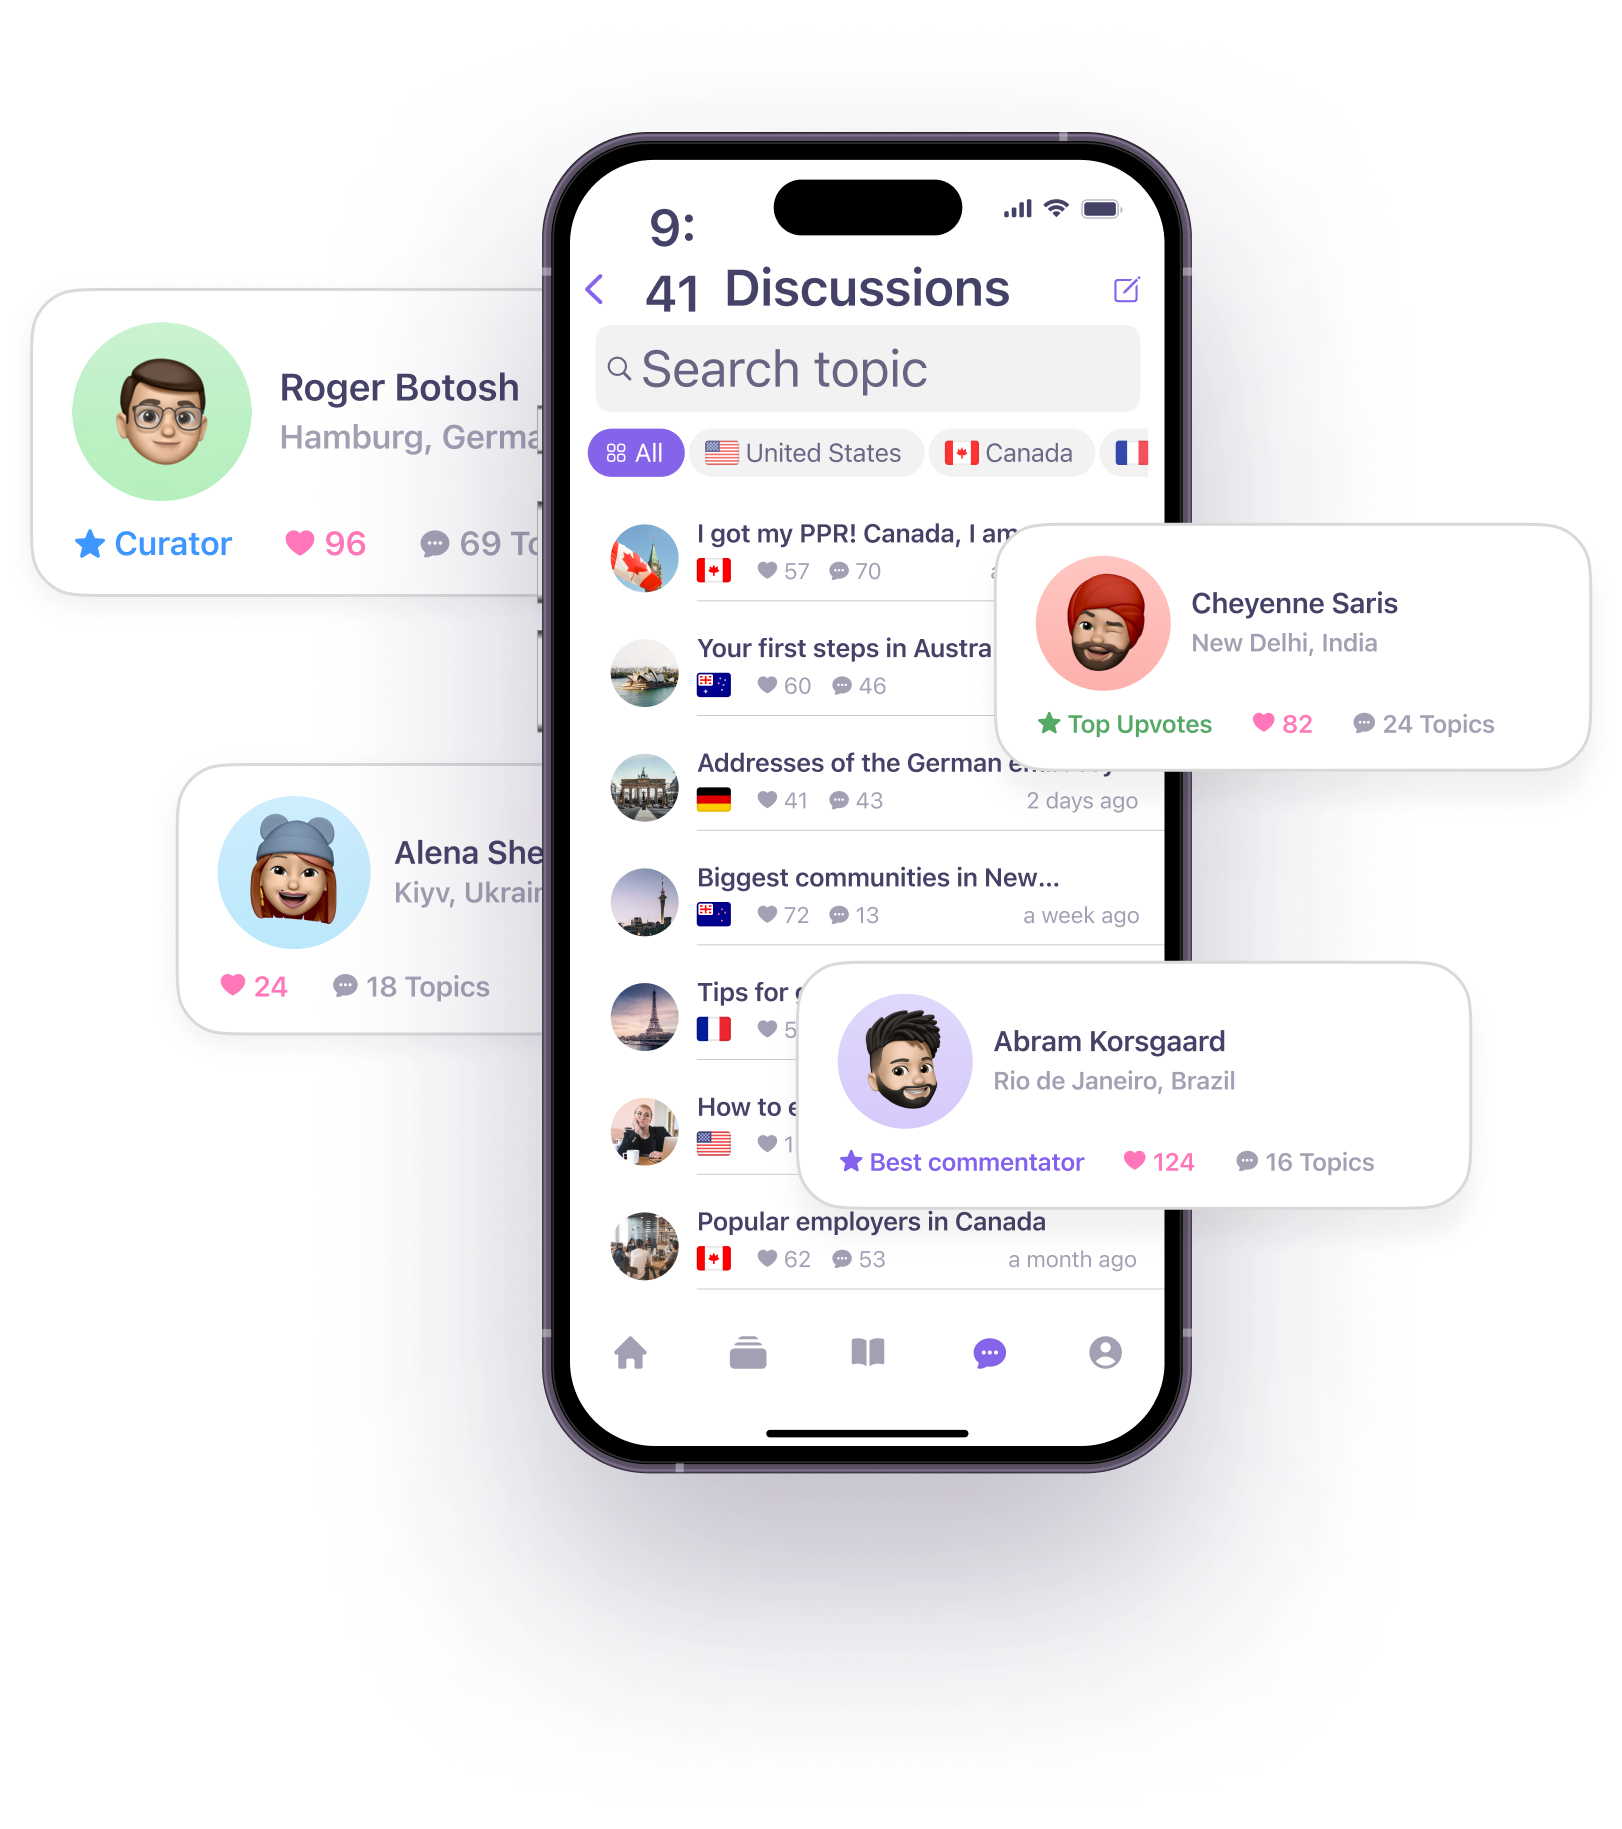 9:
41
Discussions
Search topic
All
United States
Canada
Roger Botosh
Hamburg, Germa
Curator
96
69 To
I got my PPR! Canada, I am
57
70
Your first steps in Austra
60
46
Cheyenne Saris
New Delhi, India
Top Upvotes
82
24 Topics
Addresses of the German
41
43
2 days ago
Alena She
Kiyv, Ukrain
24
18 Topics
Biggest communities in New...
72
13
a week ago
Tips for
5
Abram Korsgaard
Rio de Janeiro, Brazil
Best commentator
124
16 Topics
How to e
1
Popular employers in Canada
62
53
a month ago